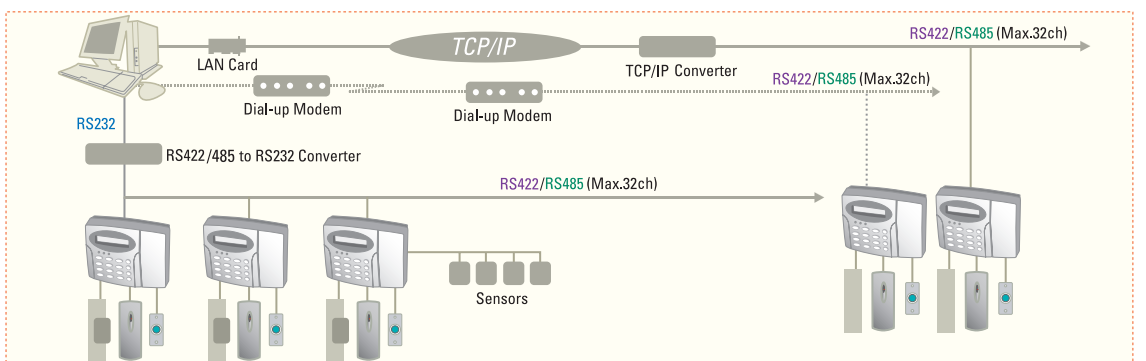 TCP/IP
RS422/RS485 (Max.32ch)
LAN Card
TCP/IP Converter
RS422/RS485 (Max.32ch)
Dial-up Modem
Dial-up Modem
RS232
RS422/485 to RS232 Converter
RS422/RS485 (Max.32ch)
Sensors